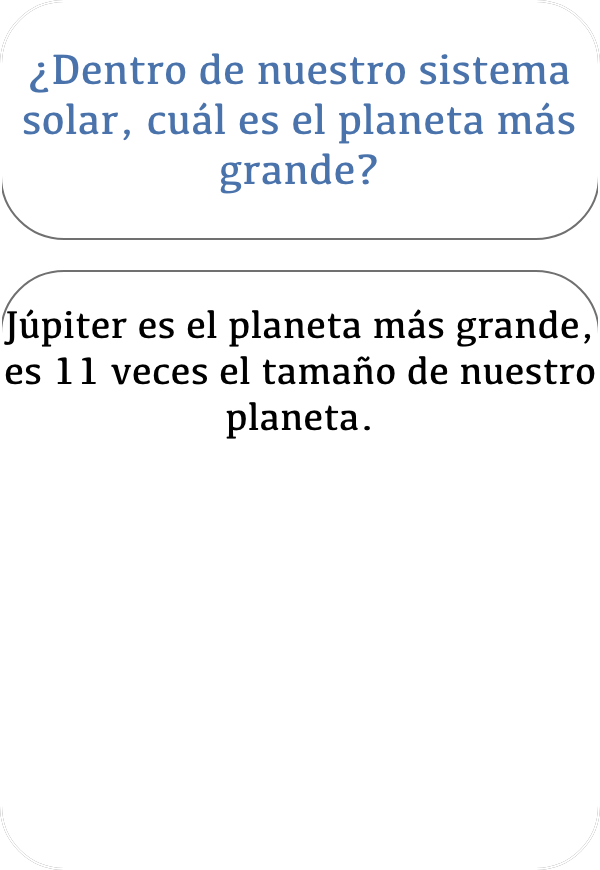 ¿Dentro de nuestro sistema
solar, cuál es el planeta más
grande?
Júpiter es el planeta más grande,
es 11 veces el tamaño de nuestro
planeta.